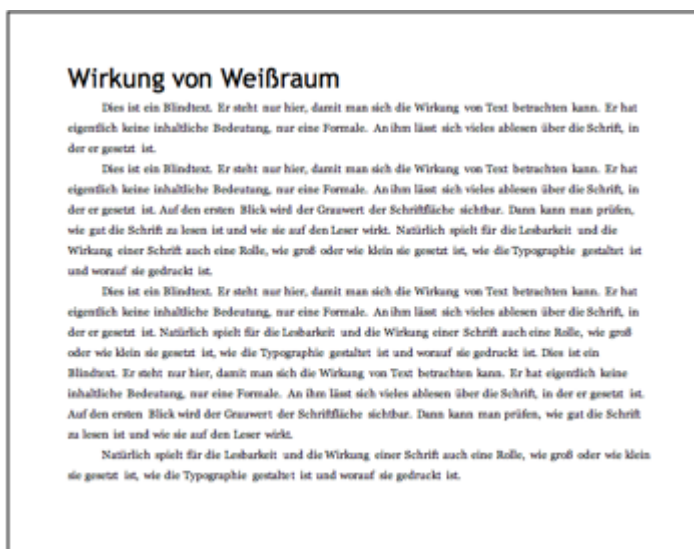 Wirkung von Weißraum
Dies ist ein Blindtext. Er steht nur hier, damit man sich die Wirkung von Text betrachten kann. Er hat
eigentlich keine inhaltliche Bedeutung, nur eine Formale. An ihm lässt sich vieles ablesen über die Schrift, in
der er gesetzt ist.
Dies ist ein Blindtext. Er steht nur hier, damit man sich die Wirkung von Text betrachten kann. Er hat
eigentlich keine inhaltliche Bedeutung, nur eine Formale. An ihm lässt sich vieles ablesen über die Schrift, in
der er gesetzt ist. Auf den ersten Blick wird der Grauwert der Schriftfläche sichtbar. Dann kann man prüfen,
wie gut die Schrift zu lesen ist und wie sie auf den Leser wirkt. Natürlich spielt für die Lesbarkeit und die
Wirkung einer Schrift auch eine Rolle, wie groß oder wie klein sie gesetzt ist, wie die Typographie gestaltet ist
und worauf sie gedruckt ist.
Dies ist ein Blindtext. Er steht nur hier, damit man sich die Wirkung von Text betrachten kann. Er hat
eigentlich keine inhaltliche Bedeutung, nur eine Formale. An ihm lässt sich vieles ablesen über die Schrift, in
der er gesetzt ist. Natürlich spielt für die Lesbarkeit und die Wirkung einer Schrift auch eine Rolle, wie groß
oder wie klein sie gesetzt ist, wie die Typographie gestaltet ist und worauf sie gedruckt ist. Dies ist ein
Blindtext. Er steht nur hier, damit man sich die Wirkung von Text betrachten kann. Er hat eigentlich keine
inhaltliche Bedeutung, nur eine Formale. An ihm lässt sich vieles ablesen über die Schrift, in der er gesetzt ist.
Auf den ersten Blick wird der Grauwert der Schriftfläche sichtbar. Dann kann man prüfen, wie gut die Schrift
zu lesen ist und wie sie auf den Leser wirkt.
Natürlich spielt für die Lesbarkeit und die Wirkung einer Schrift auch eine Rolle, wie groß oder wie klein
sie gesetzt ist, wie die Typographie gestaltet ist und worauf sie gedruckt ist.